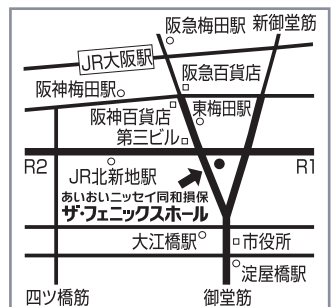 阪急梅田駅 新御堂筋
JR大阪駅
阪急百貨店
阪神梅田駅
阪神百貨店
東梅田駅
第三ビル
R2
R1
JR北新地駅
あいおいニッセイ同和損保
ザ・フェニックスホール
大江橋駅
市役所
淀屋橋駅
四ツ橋筋
御堂筋